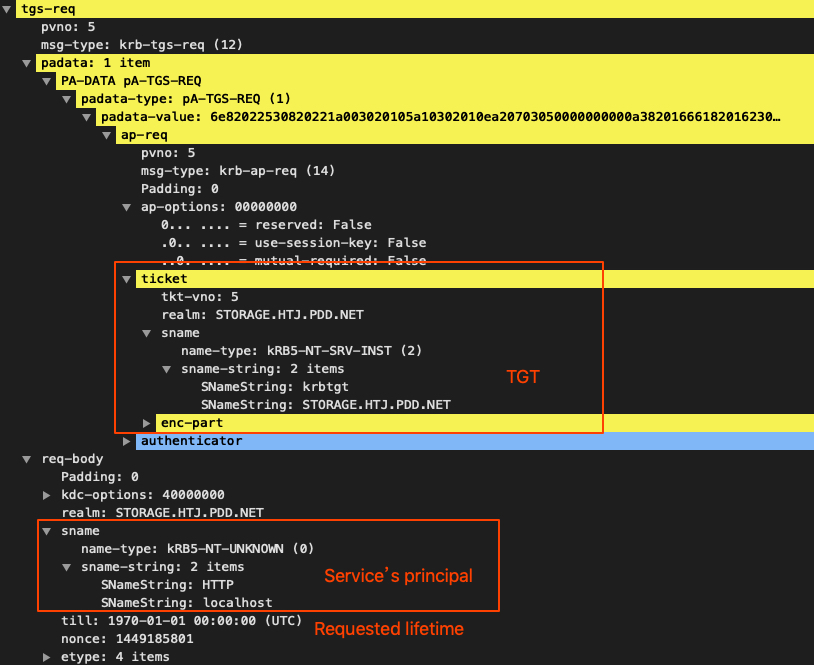 tgs-req
pvno: 5
msg-type: krb-tgs-req (12)
padata: 1 item
PA-DATA pA-TGS-REQ
padata-type: pA-TGS-REQ (1)
padata-value: 6e82022530820221a003020105a10302010ea20703050000000000a38201666182016230…
ap-req
pvno: 5
msg-type: krb-ap-req (14)
Padding: 0
ap-options: 00000000
0... .... = reserved: False
.0.. .... = use-session-key: False
..0. .... = mutual-required: False
ticket
tkt-vno: 5
realm: STORAGE.HTJ.PDD.NET
sname
name-type: kRB5-NT-SRV-INST (2)
sname-string: 2 items
TGT
SNameString: krbtgt
SNameString: STORAGE.HTJ.PDD.NET
enc-part
authenticator
req-body
Padding: 0
kdc-options: 40000000
realm: STORAGE.HTJ.PDD.NET
sname
name-type: kRB5-NT-UNKNOWN (0)
sname-string: 2 items
Service's principal
SNameString: HTTP
SNameString: localhost
till: 1970-01-01 00:00:00 (UTC)
Requested lifetime
nonce: 1449185801
etype: 4 items